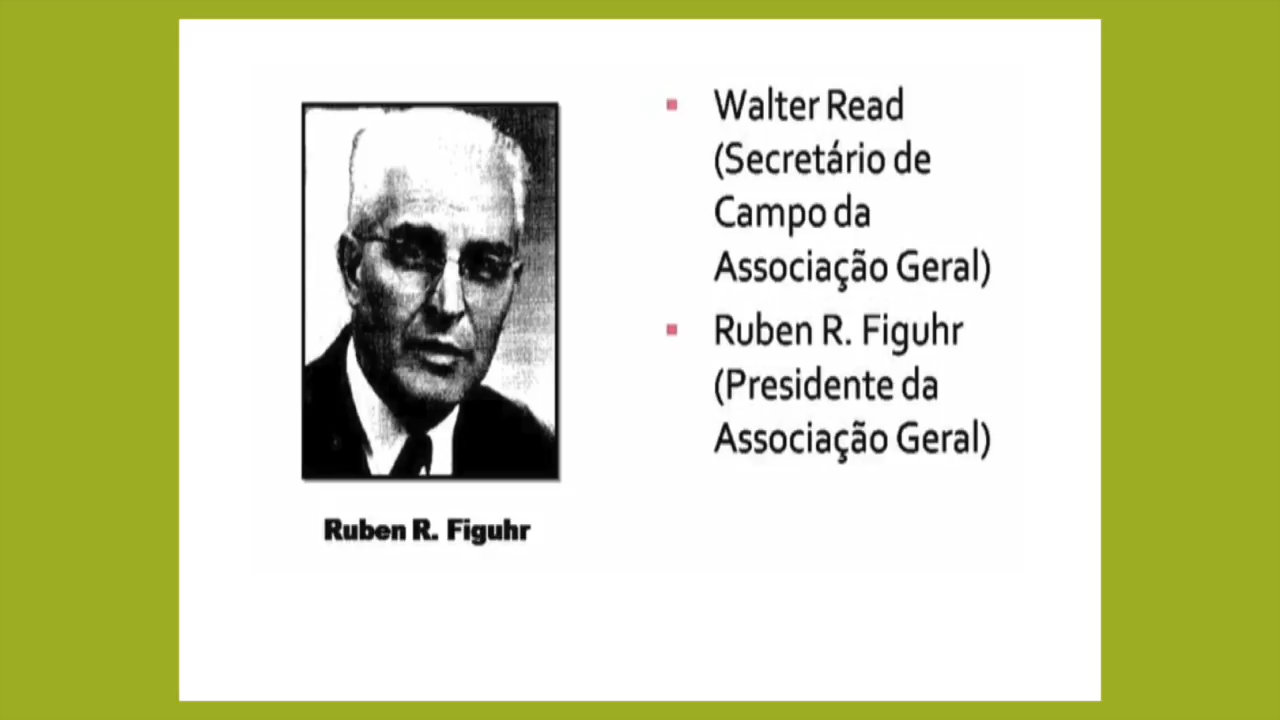 Walter Read
(Secretário de
Campo da
Associação Geral)
Ruben R. Figuhr
(Presidente da
Associação Geral)
Ruben R. Figuhr